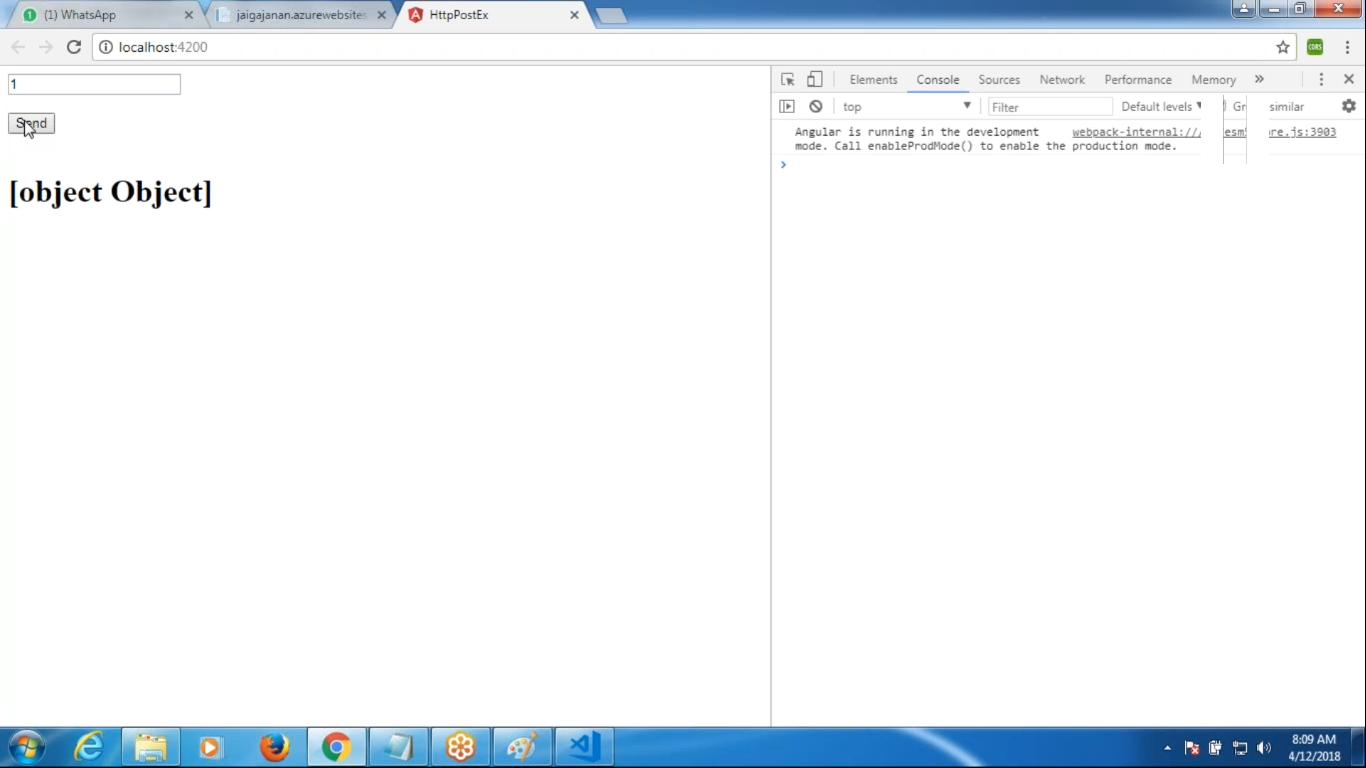 (1) WhatsApp
jaigajanan.azurewebsites
HttpPostEx
localhost:4200
CORS
1
Send
[object Object]
Elements Console Sources Network Performance Memory
top Filter Default levels Gr similar
Angular is running in the development webpack-internal:/// esm5 re.js:3903
mode. Call enableProdMode() to enable the production mode.
8:09 AM
4/12/2018